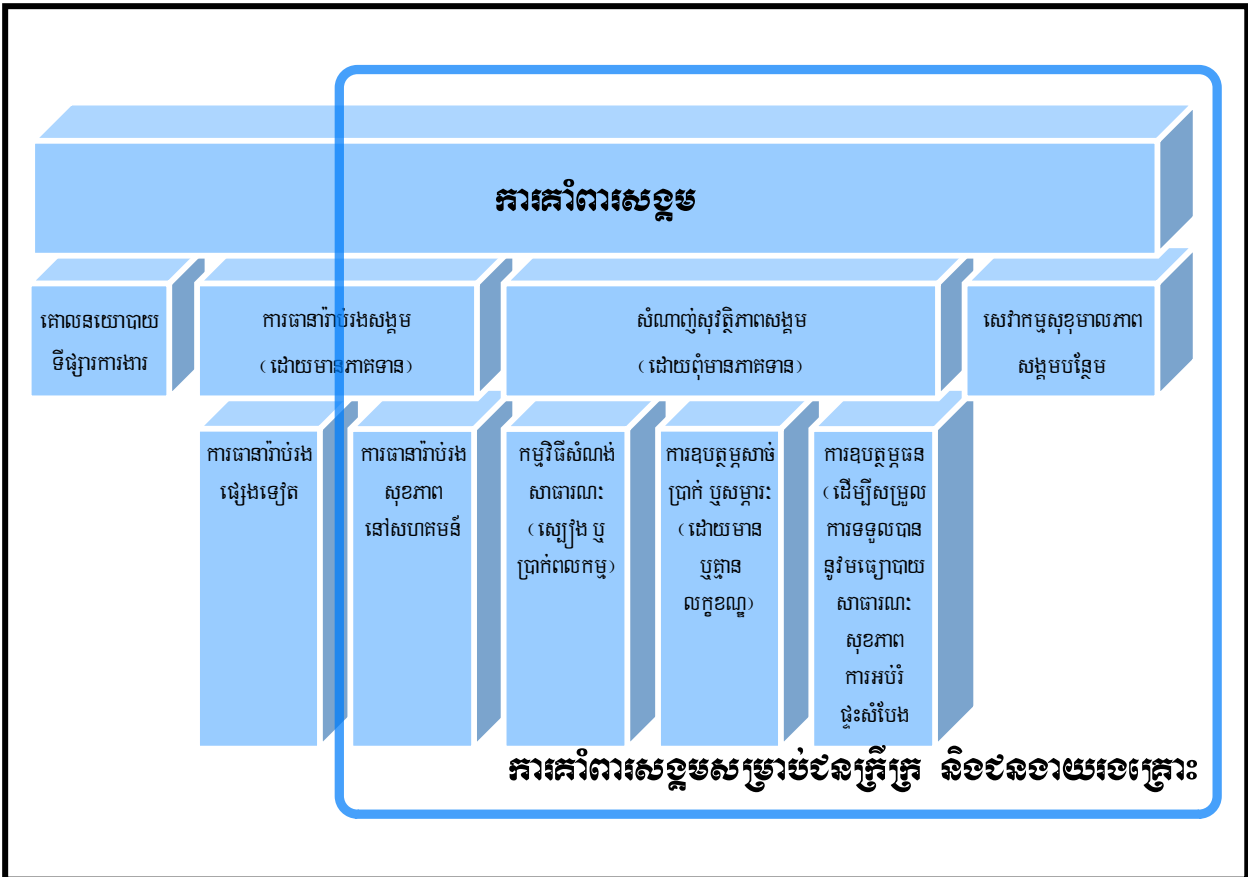 ការគាំពារសង្គម
គោលនយោបាយ
ទីផ្សារការងារ
ការធានារ៉ាប់រងសង្គម
(ដោយមានភាគទាន)
សំណាញ់សុវត្ថិភាពសង្គម
(ដោយពុំមានភាគទាន)
សេវាកម្មសុខុមាលភាព
សង្គមបន្ថែម
ការធានារ៉ាប់រង
ផ្សេងទៀត
ការធានារ៉ាប់រង
សុខភាព
នៅសហគមន៍
កម្មវិធីសំណង់
សាធារណៈ
(ស្បៀង ឬ
ប្រាក់ពលកម្ម)
ការឧបត្ថម្ភសាច់
ប្រាក់ ឬសម្ភារៈ
(ដោយមាន
ឬគ្មាន
លក្ខខណ្ឌ)
ការឧបត្ថម្ភធន
(ដើម្បីសម្រួល
ការទទួលបាន
នូវមធ្យោបាយ
សាធារណៈ
សុខភាព
ការអប់រំ
ផ្ទះសំបែង
ការគាំពារសង្គមសម្រាប់ជនក្រីក្រ និងជនងាយរងគ្រោះ